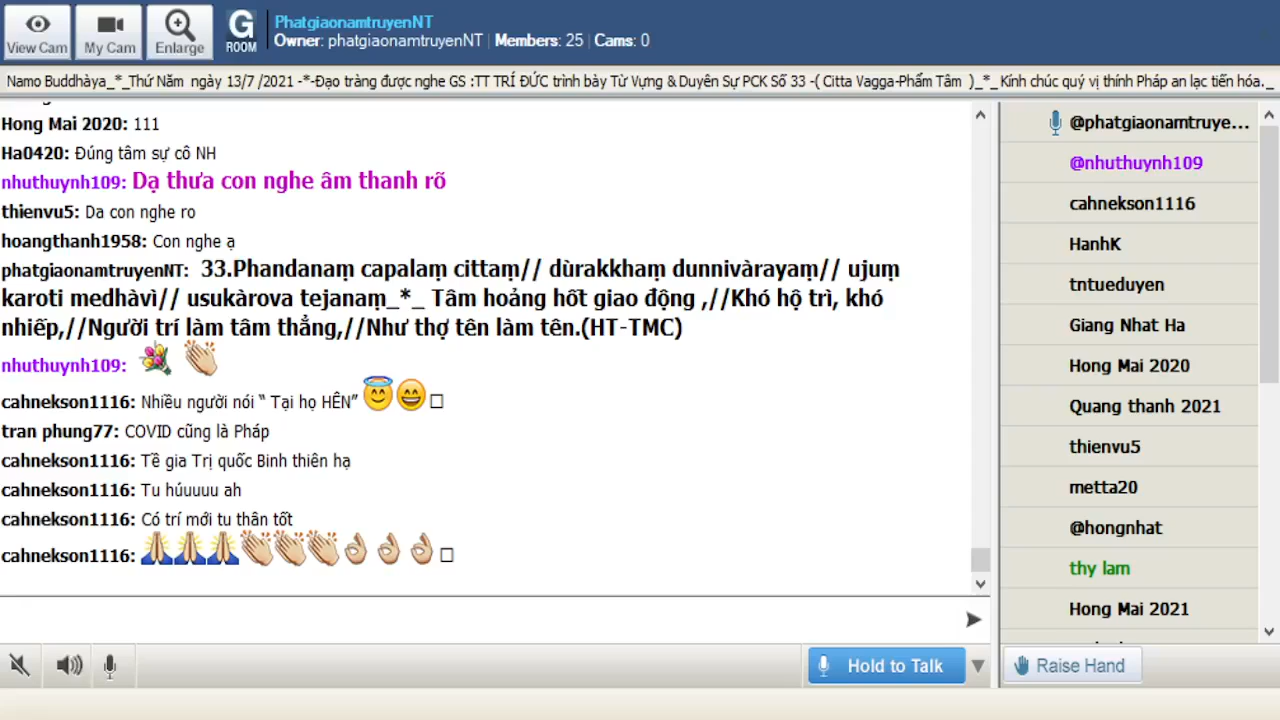 View Cam
My Cam
Enlarge
G
ROOM
PhatgiaonamtruyenNT
Owner: phatgiaonamtruyenNT | Members: 25 | Cams: 0
Namo Buddhàya_*_Thứ Năm ngày 13/7 /2021 -*-Đạo tràng được nghe GS :TT TRÍ ĐỨC trình bày Từ Vựng & Duyên Sự PCK Số 33 -( Citta Vagga-Phẩm Tâm )_*_Kính chúc quý vị thính Pháp an lạc tiến hóa._
Hong Mai 2020: 111
Ha0420: Đúng tâm sự cô NH
nhuthuynh109: Dạ thưa con nghe âm thanh rõ
thienvu5: Da con nghe ro
hoangthanh1958: Con nghe ạ
phatgiaonamtruyenNT: 33.Phandanaṃ capalaṃ cittaṃ// dùrakkhaṃ dunnivàrayaṃ// ujuṃ
karoti medhàvì// usukàrova tejanaṃ_*_ Tâm hoảng hốt giao động ,//Khó hộ trì, khó
nhiếp,//Người trí làm tâm thẳng,//Như thợ tên làm tên.(HT-TMC)
nhuthuynh109:
cahnekson1116: Nhiều người nói “ Tại họ HÊN”
tran phung77: COVID cũng là Pháp
cahnekson1116: Tề gia Trị quốc Binh thiên hạ
cahnekson1116: Tu húuuuu ah
cahnekson1116: Có trí mới tu thân tốt
cahnekson1116:
Hold to Talk
@phatgiaonamtruye...
@nhuthuynh109
cahnekson1116
HanhK
tntueduyen
Giang Nhat Ha
Hong Mai 2020
Quang thanh 2021
thienvu5
metta20
@hongnhat
thy lam
Hong Mai 2021
Raise Hand